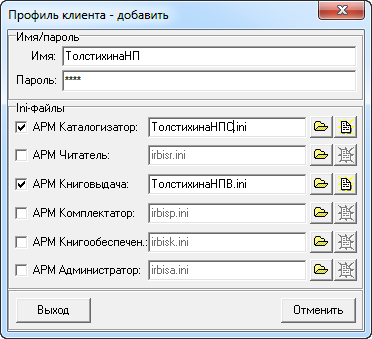 Профиль клиента - добавить
Имя/пароль
Имя: ТолстихинаНП
Пароль: ****
Ini-файлы
АРМ Каталогизатор: ТолстихинаНПС.ini
АРМ Читатель: irbisr.ini
АРМ Книговыдача: ТолстихинаНПВ.ini
АРМ Комплектатор: irbisp.ini
АРМ Книгообеспечен.: irbisk.ini
АРМ Администратор: irbisa.ini
Выход Отменить